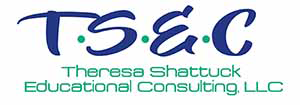 T·S·E·C
Theresa Shattuck
Educational Consulting, LLC